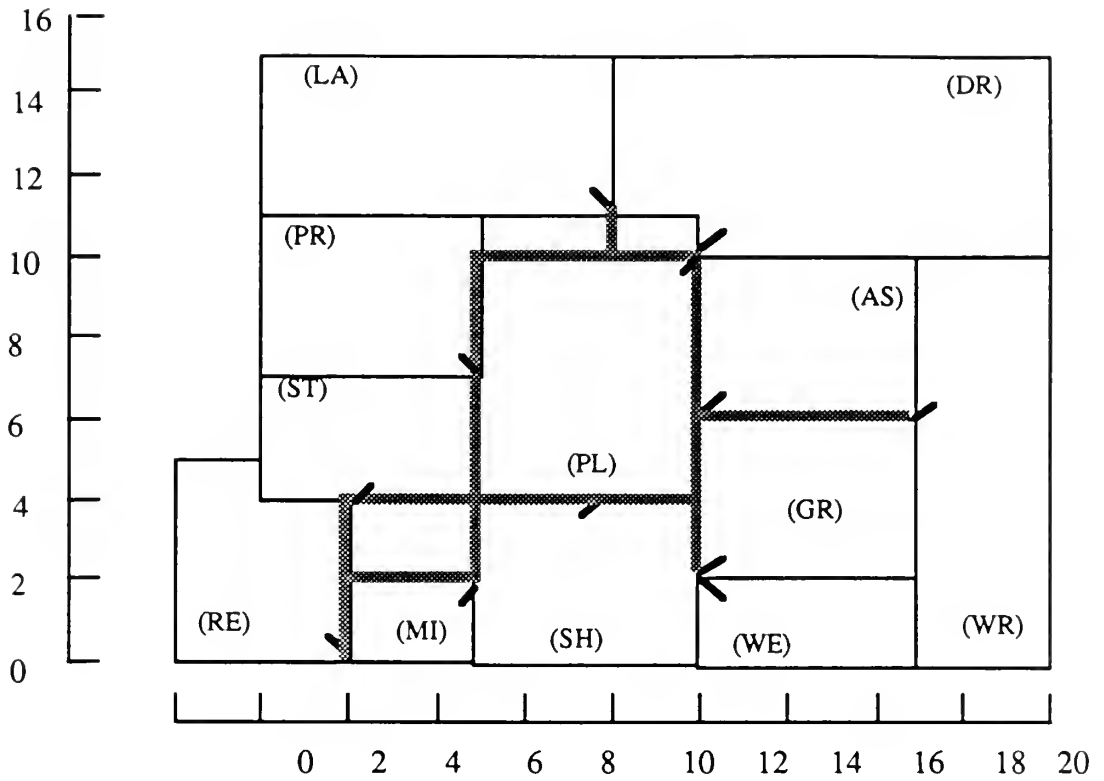 16
(LA)
(DR)
14
12
(PR)
10
(AS)
8
(ST)
6
(PL)
4
(GR)
2
(RE)
(MI)
(SH)
(WE)
(WR)
0
0 2 4 6 8 10 12 14 16 18 20